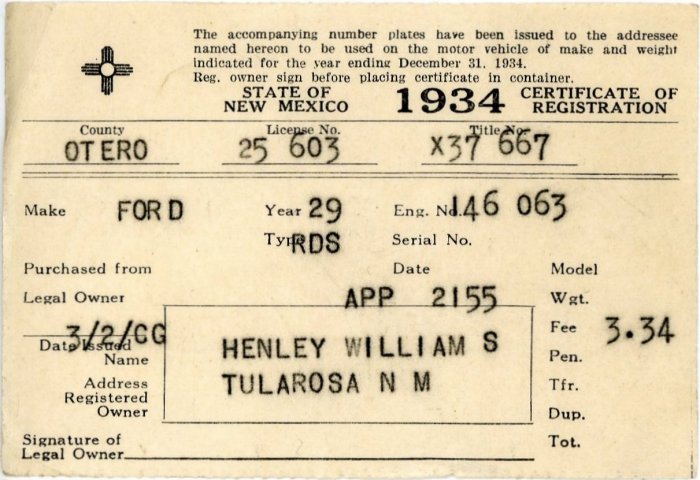 The accompanying number plates have been issued to the addressee
named hereon to be used on the motor vehicle of make and weight
indicated for the year ending December 31, 1934.
Reg. owner sign before placing certificate in container.
STATE OF NEW MEXICO 1934 CERTIFICATE OF REGISTRATION
County License No. Title No.
OTERO 25 603 X37 667
Make FORD Year 29 Eng. No. 146 063
Type RDS Serial No.
Purchased from Date Model
Legal Owner APP 2155 Wgt.
Date Issued 3/2/CG Fee 3.34
Name HENLEY WILLIAM S Pen.
Address TULAROSA N M Tfr.
Registered
Owner Dup.
Signature of Tot.
Legal Owner